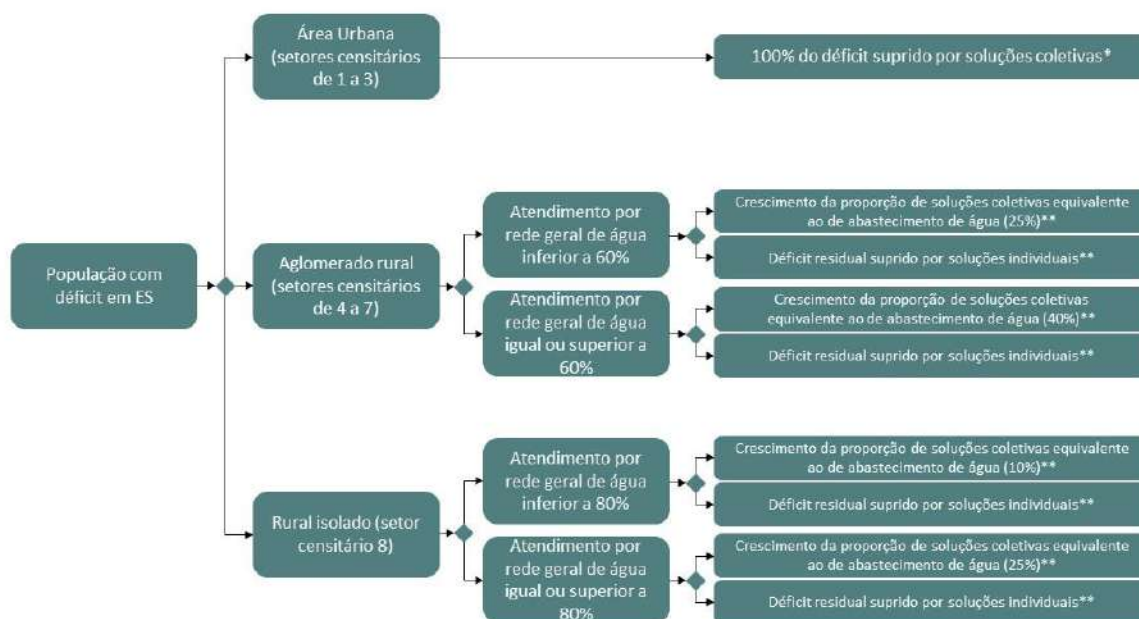 Área Urbana
(setores censitários
de 1 a 3)
100% do déficit suprido por soluções coletivas*
População com
déficit em ES
Aglomerado rural
(setores censitários
de 4 a 7)
Atendimento por
rede geral de água
inferior a 60%
Crescimento da proporção de soluções coletivas equivalente
ao de abastecimento de água (25%)**
Déficit residual suprido por soluções individuais**
Atendimento por
rede geral de água
igual ou superior a
60%
Crescimento da proporção de soluções coletivas
equivalente ao de abastecimento de água (40%)**
Déficit residual suprido por soluções individuais**
Rural isolado (setor
censitário 8)
Atendimento por
rede geral de água
inferior a 80%
Crescimento da proporção de soluções coletivas equivalente
ao de abastecimento de água (10%)**
Déficit residual suprido por soluções individuais**
Atendimento por
rede geral de água
igual ou superior a
80%
Crescimento da proporção de soluções coletivas equivalente
ao de abastecimento de água (25%)**
Déficit residual suprido por soluções individuais**